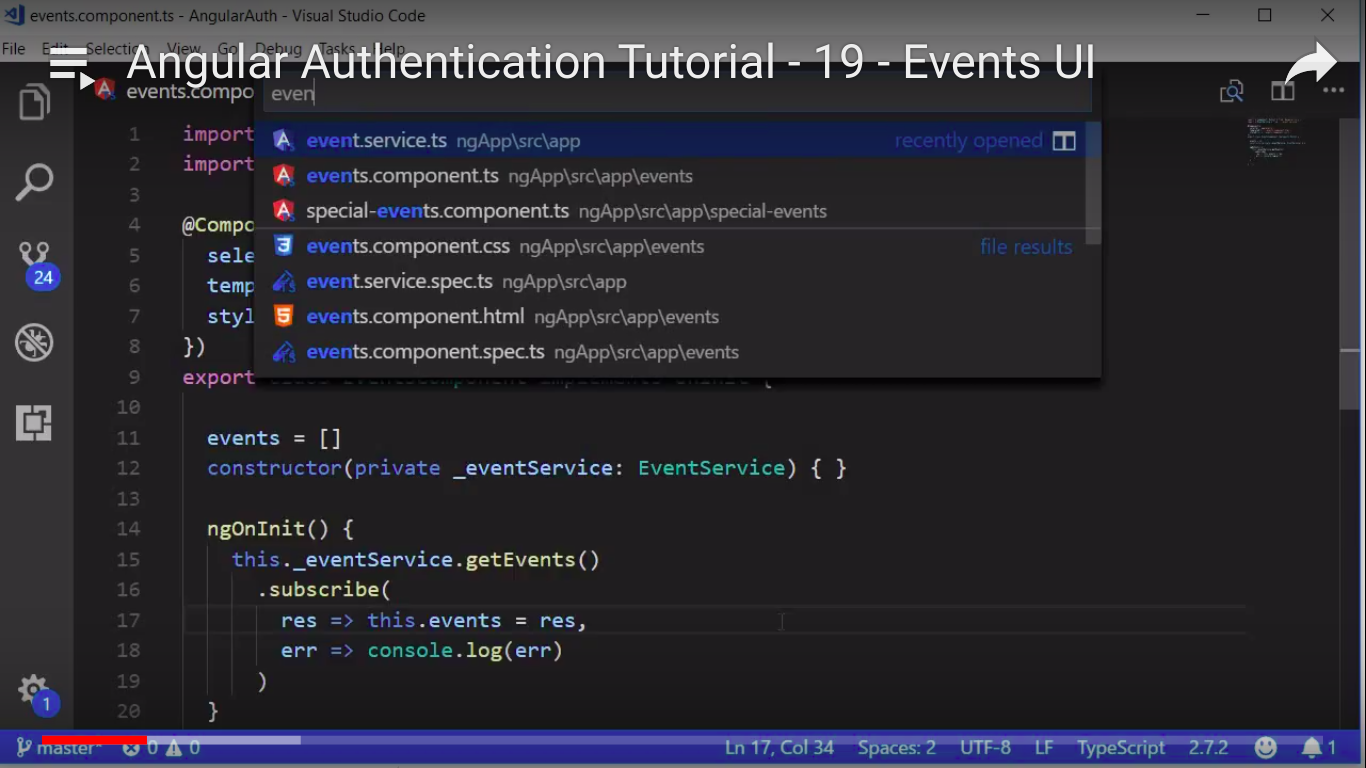 events.component.ts - AngularAuth - Visual Studio Code
File Edit Selection View Go Debug Tasks Help
Angular Authentication Tutorial - 19 - Events UI
events.compo
even
event.service.ts ngApp\src\app recently opened
events.component.ts ngApp\src\app\events
special-events.component.ts ngApp\src\app\special-events
events.component.css ngApp\src\app\events file results
event.service.spec.ts ngApp\src\app
events.component.html ngApp\src\app\events
events.component.spec.ts ngApp\src\app\events
1 import
2 import
3
4 @Compo
5 sele
6 temp
7 styl
8 })
9 export class EventsComponent implements OnInit {
10
11 events = []
12 constructor(private _eventService: EventService) { }
13
14 ngOnInit() {
15 this._eventService.getEvents()
16 .subscribe(
17 res => this.events = res,
18 err => console.log(err)
19 )
20 }
24
1
master* 0 0 Ln 17, Col 34 Spaces: 2 UTF-8 LF TypeScript 2.7.2 1